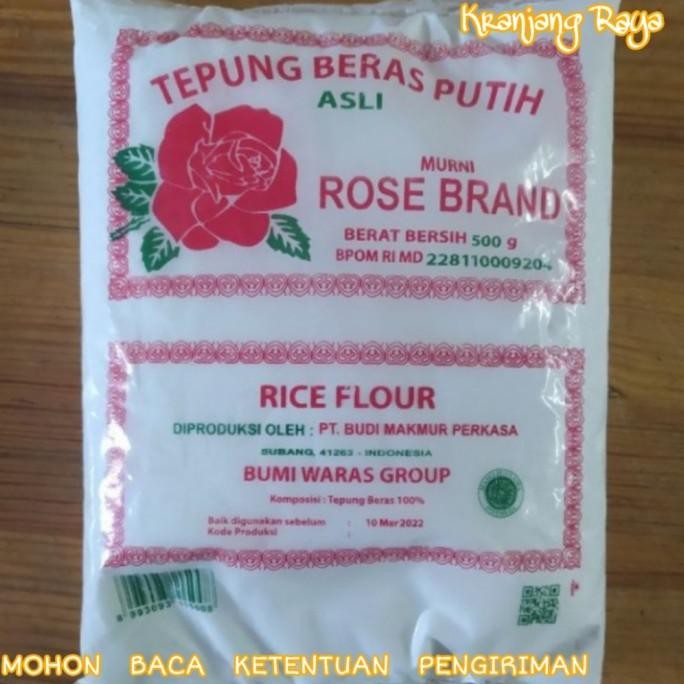 Kranjang Raya
TEPUNG BERAS PUTIH
ASLI
MURNI
ROSE BRAND
BERAT BERSIH 500 g
BPOM RI MD 228110009204
RICE FLOUR
DIPRODUKSI OLEH : PT. BUDI MAKMUR PERKASA
SUBANG, 41263 - INDONESIA
BUMI WARAS GROUP
Komposisi : Tepung Beras 100%
Baik digunakan sebelum : 10 Mar 2022
Kode Produksi :
MOHON BACA KETENTUAN PENGIRIMAN